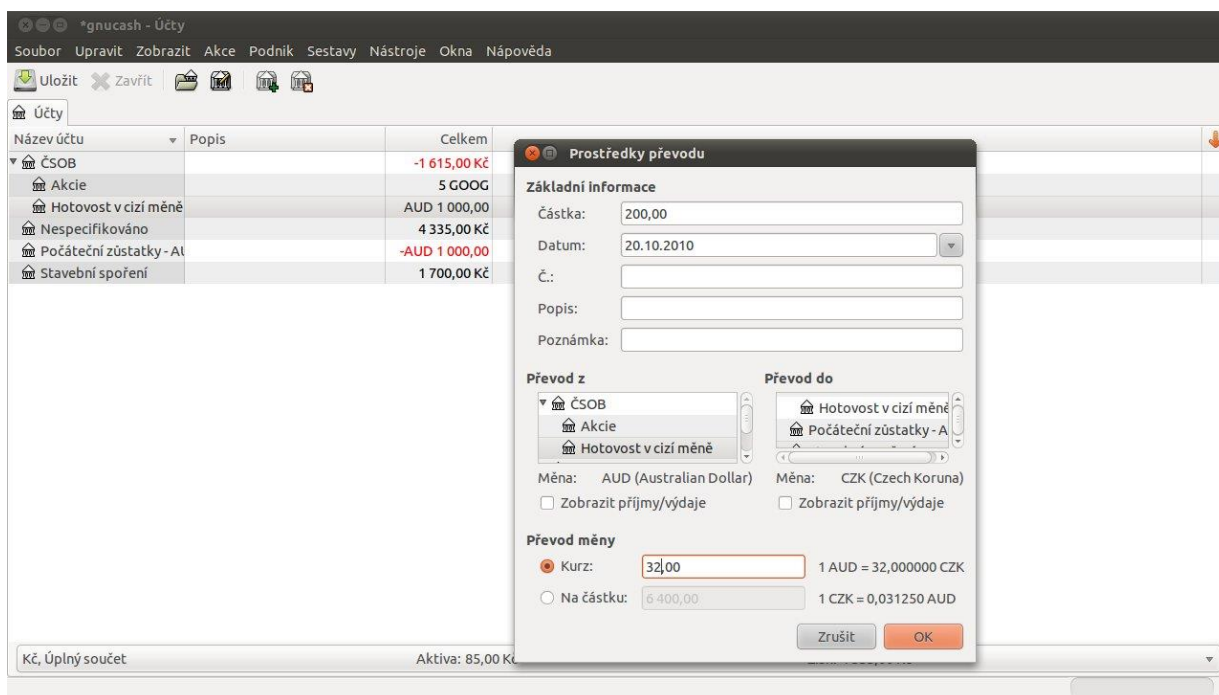 *gnucash - Účty
Soubor Upravit Zobrazit Akce Podnik Sestavy Nástroje Okna Nápověda
Uložit Zavřít
Účty
Název účtu Popis Celkem
ČSOB -1 615,00 Kč
Akcie 5 GOOG
Hotovost v cizí měně AUD 1 000,00
Nespecifikováno 4 335,00 Kč
Počáteční zůstatky - AU -AUD 1 000,00
Stavební spoření 1 700,00 Kč
Prostředky převodu
Základní informace
Částka: 200,00
Datum: 20.10.2010
Č.:
Popis:
Poznámka:
Převod z Převod do
ČSOB Hotovost v cizí měně
Akcie Počáteční zůstatky - A
Hotovost v cizí měně
Měna: AUD (Australian Dollar) Měna: CZK (Czech Koruna)
Zobrazit příjmy/výdaje Zobrazit příjmy/výdaje
Převod měny
Kurz: 32,00 1 AUD = 32,000000 CZK
Na částku: 6 400,00 1 CZK = 0,031250 AUD
Zrušit OK
Kč, Úplný součet Aktiva: 85,00 Kč